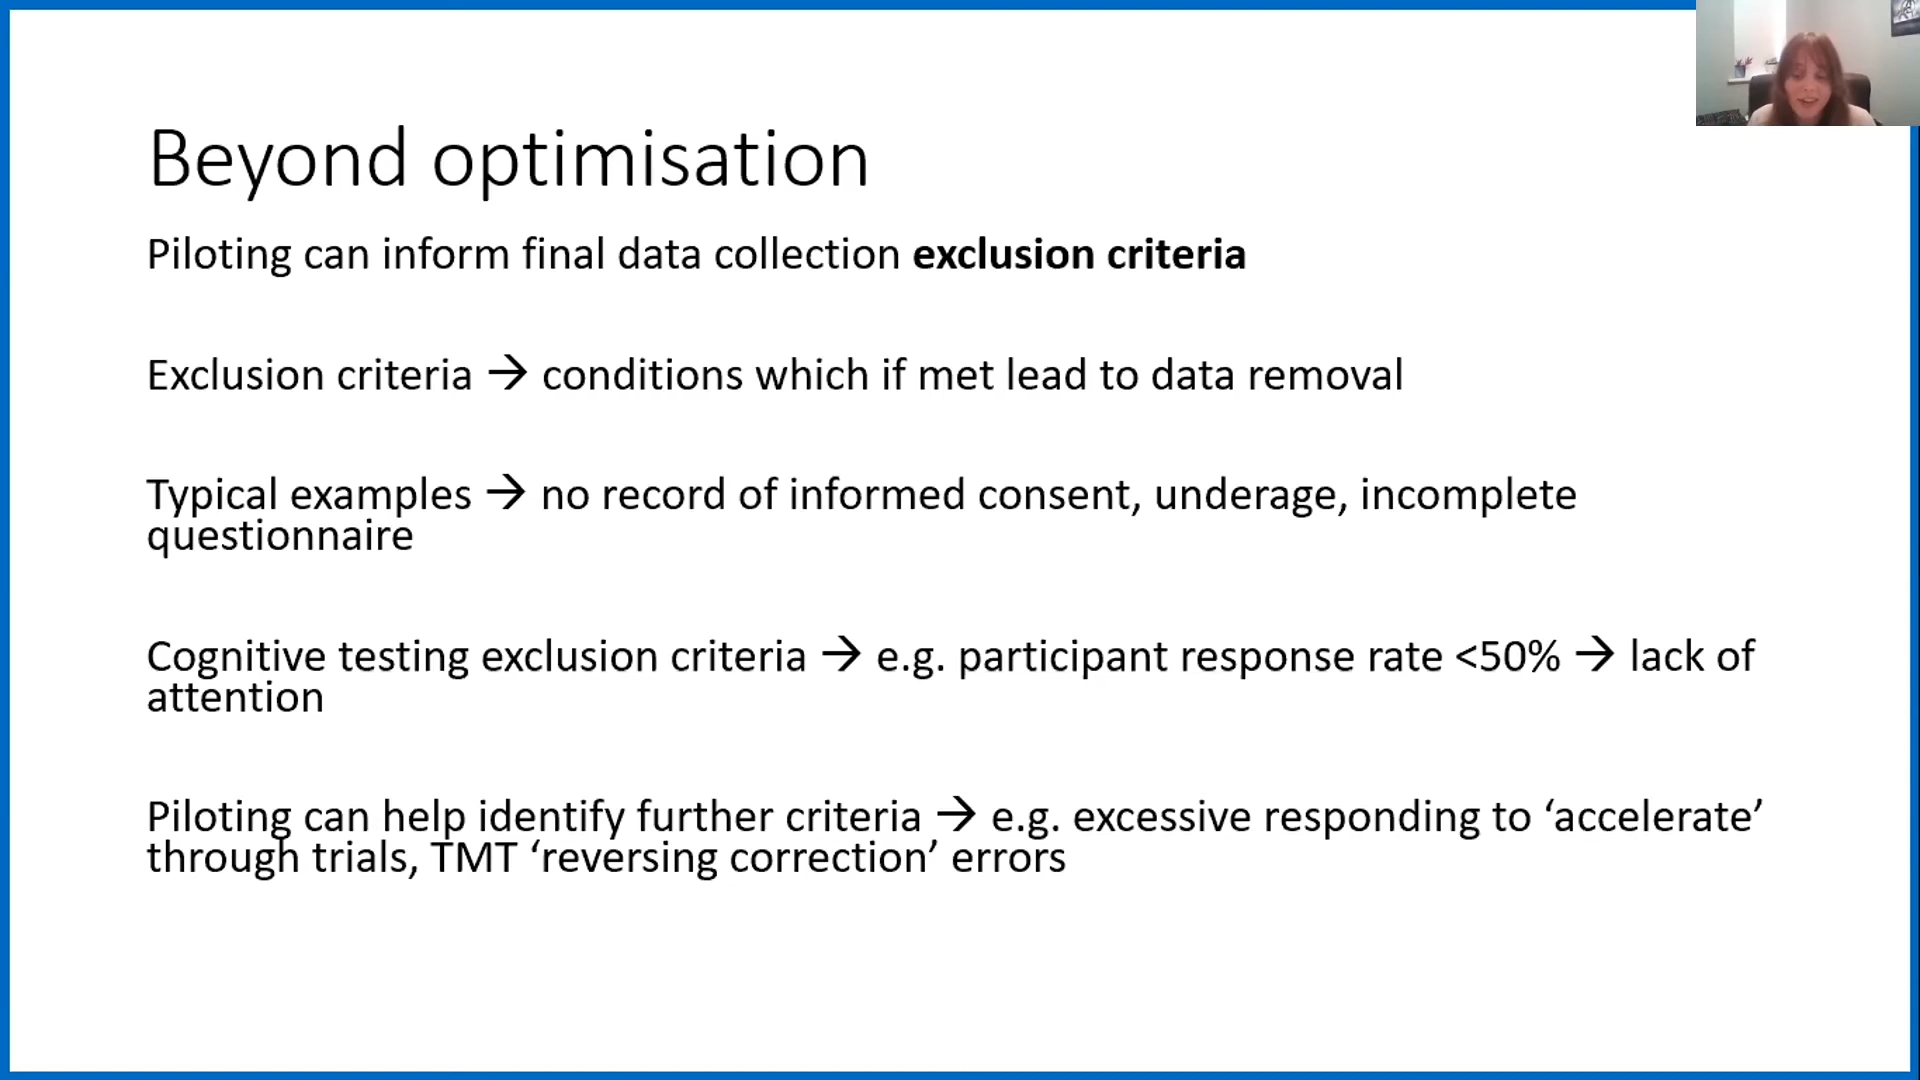 Beyond optimisation
Piloting can inform final data collection exclusion criteria
Exclusion criteria → conditions which if met lead to data removal
Typical examples → no record of informed consent, underage, incomplete
questionnaire
Cognitive testing exclusion criteria → e.g. participant response rate <50% → lack of
attention
Piloting can help identify further criteria → e.g. excessive responding to ‘accelerate’
through trials, TMT ‘reversing correction’ errors